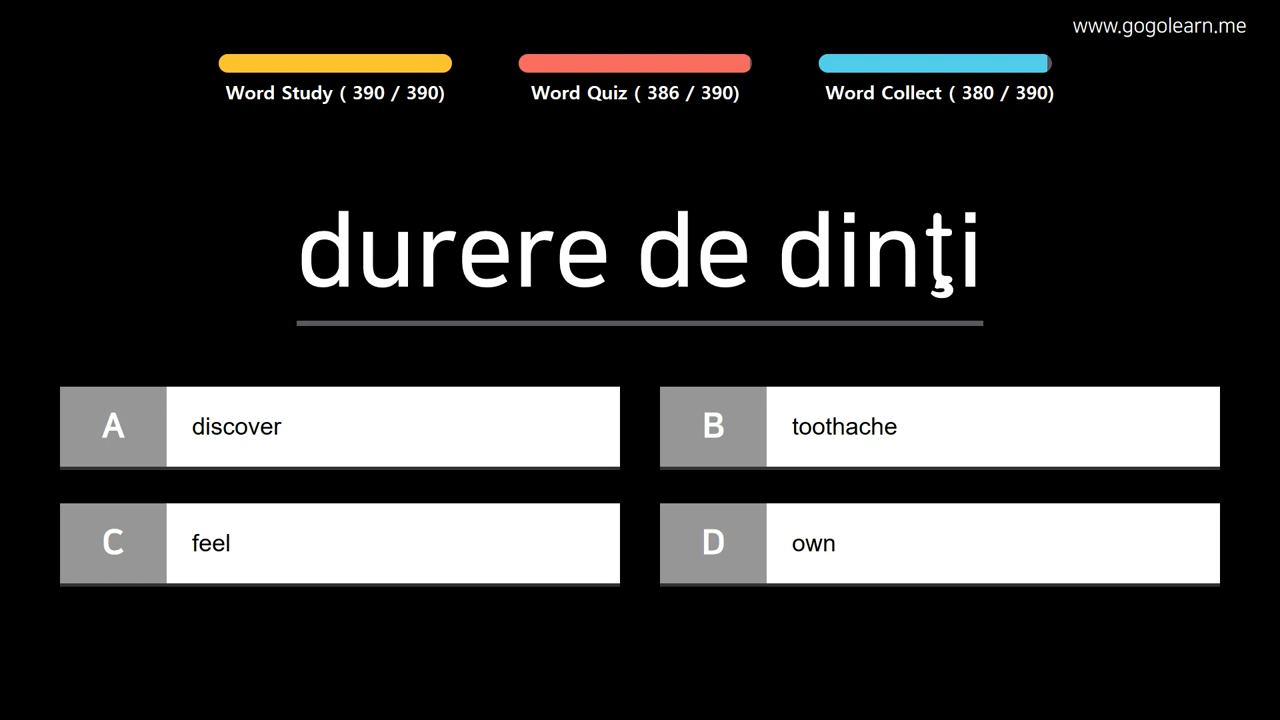 www.gogolearn.me
Word Study ( 390 / 390)
Word Quiz ( 386 / 390)
Word Collect ( 380 / 390)
durere de dinţi
A discover
B toothache
C feel
D own